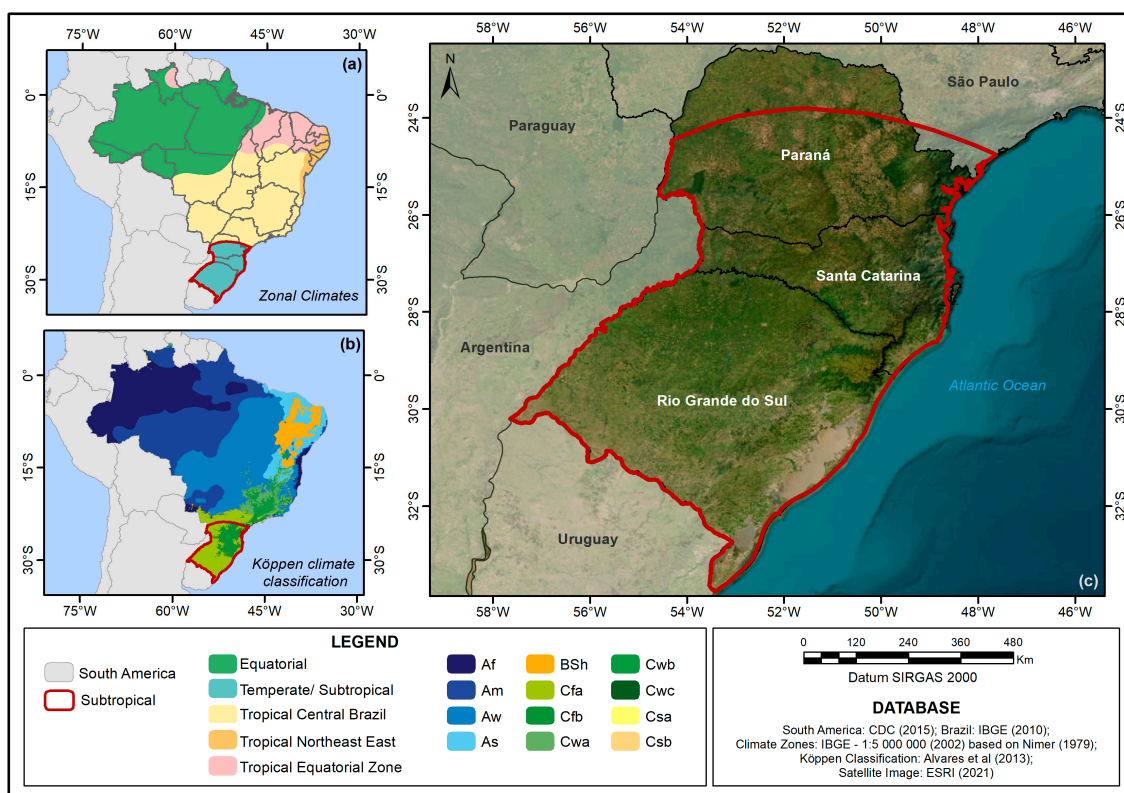 75°W 60°W 45°W 30°W
(a)
0°
15°S
30°S
0°
15°S
30°S
Zonal Climates
(b)
0°
15°S
30°S
0°
15°S
30°S
Köppen climate
classification
75°W 60°W 45°W 30°W
58°W 56°W 54°W 52°W 50°W 48°W 46°W
N
São Paulo
Paraguay
Paraná
Santa Catarina
Argentina
Rio Grande do Sul
Atlantic Ocean
Uruguay
(c)
24°S
26°S
28°S
30°S
32°S
24°S
26°S
28°S
30°S
32°S
58°W 56°W 54°W 52°W 50°W 48°W 46°W
LEGEND
South America
Subtropical
Equatorial
Temperate/ Subtropical
Tropical Central Brazil
Tropical Northeast East
Tropical Equatorial Zone
Af
Am
Aw
As
BSh
Cfa
Cfb
Cwa
Cwb
Cwc
Csa
Csb
0 120 240 360 480
Km
Datum SIRGAS 2000
DATABASE
South America: CDC (2015); Brazil: IBGE (2010);
Climate Zones: IBGE - 1:5 000 000 (2002) based on Nimer (1979);
Köppen Classification: Alvares et al (2013);
Satellite Image: ESRI (2021)